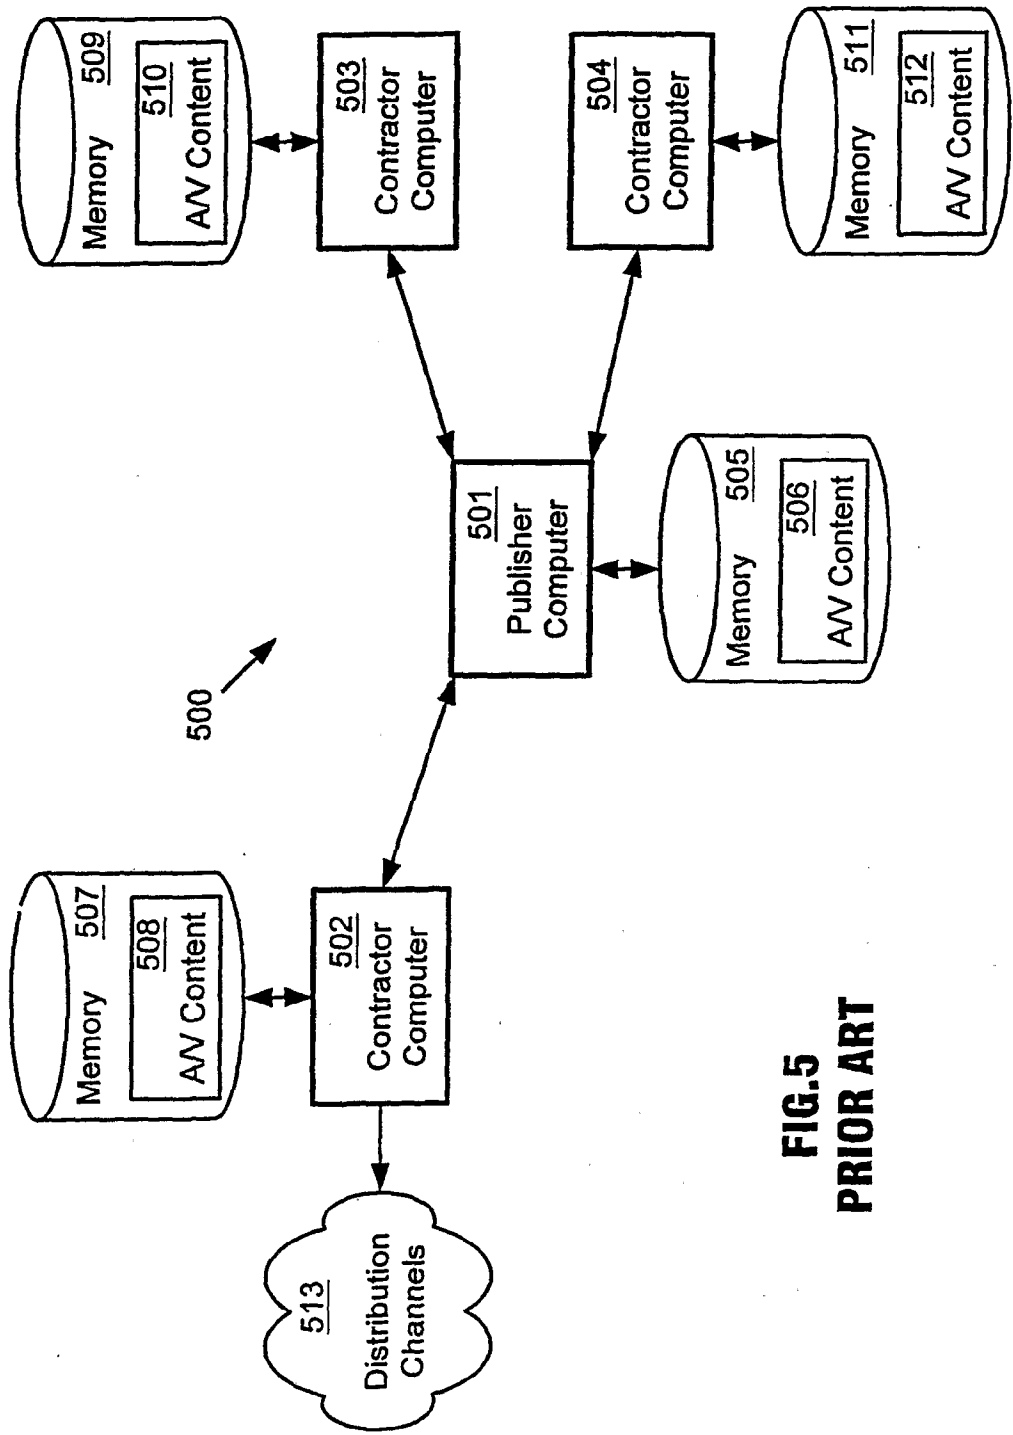 500
Memory 507
508
A/V Content
502
Contractor
Computer
513
Distribution
Channels
501
Publisher
Computer
Memory 505
506
A/V Content
Memory 509
510
A/V Content
503
Contractor
Computer
504
Contractor
Computer
Memory 511
512
A/V Content
FIG.5
PRIOR ART